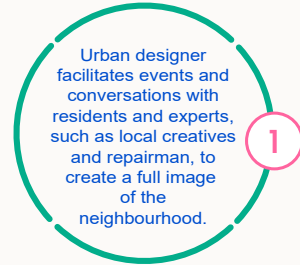 Urban designer
facilitates events and
conversations with
residents and experts,
such as local creatives
and repairman, to
create a full image
of the
neighbourhood.
1